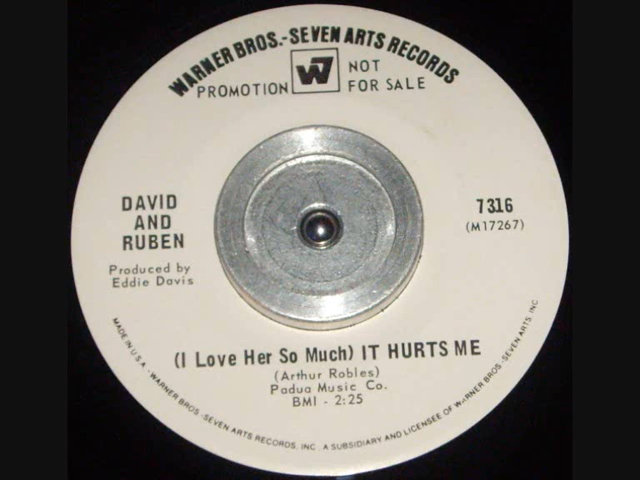 WARNER BROS.-SEVEN ARTS RECORDS
PROMOTION W7 NOT FOR SALE
DAVID
AND
RUBEN
Produced by
Eddie Davis
7316
(M17267)
(I Love Her So Much) IT HURTS ME
(Arthur Robles)
Padua Music Co.
BMI - 2:25
MADE IN U.S.A. • WARNER BROS.-SEVEN ARTS RECORDS, INC., A SUBSIDIARY AND LICENSEE OF WARNER BROS.-SEVEN ARTS, INC.